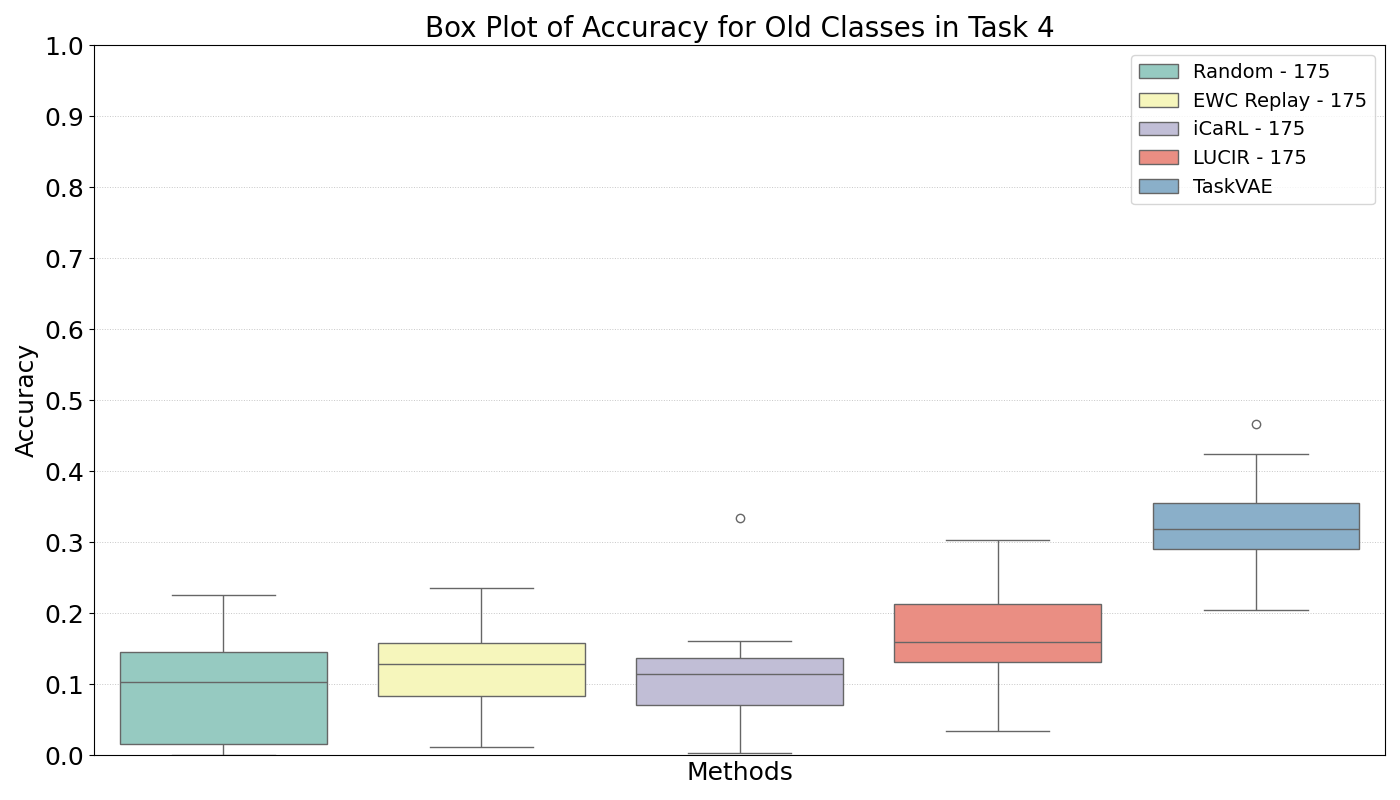 Box Plot of Accuracy for Old Classes in Task 4
1.0
0.9
0.8
0.7
0.6
0.5
0.4
0.3
0.2
0.1
0.0
Accuracy
Methods
Random - 175
EWC Replay - 175
iCaRL - 175
LUCIR - 175
TaskVAE